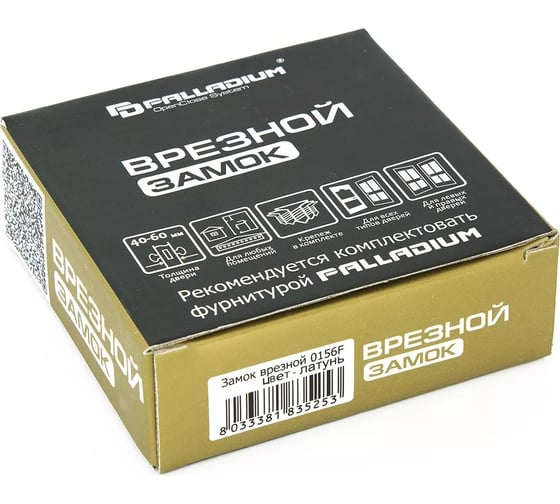 PALLADIUM®
OpenClose System
ВРЕЗНОЙ
ЗАМОК
40-60 мм
Толщина
двери
Для любых
помещений
Крепеж
в комплекте
Для всех
типов дверей
Для левых
и правых
дверей
Рекомендуется комплектовать
фурнитурой PALLADIUM
ВРЕЗНОЙ
ЗАМОК
Замок врезной 0156F
цвет- латунь
8 033381 835253
ВРЕЗНОЙ
ЗАМОК